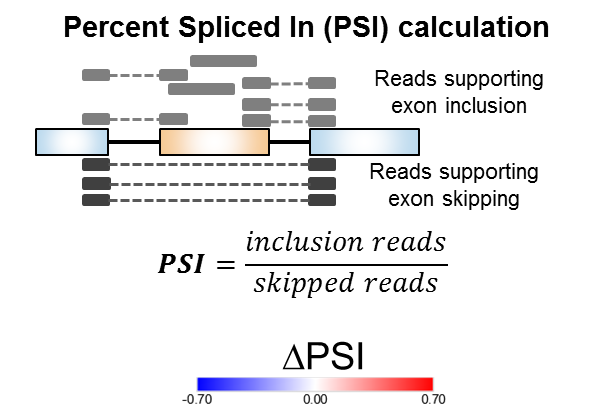 Percent Spliced In (PSI) calculation
Reads supporting
exon inclusion
Reads supporting
exon skipping
PSI = inclusion reads
skipped reads
ΔPSI
-0.70 0.00 0.70